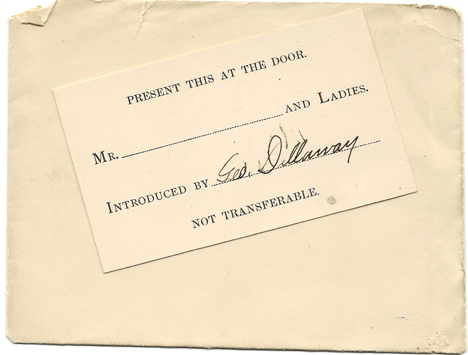 PRESENT THIS AT THE DOOR.
MR. AND LADIES.
INTRODUCED BY Geo. Dillaway
NOT TRANSFERABLE.